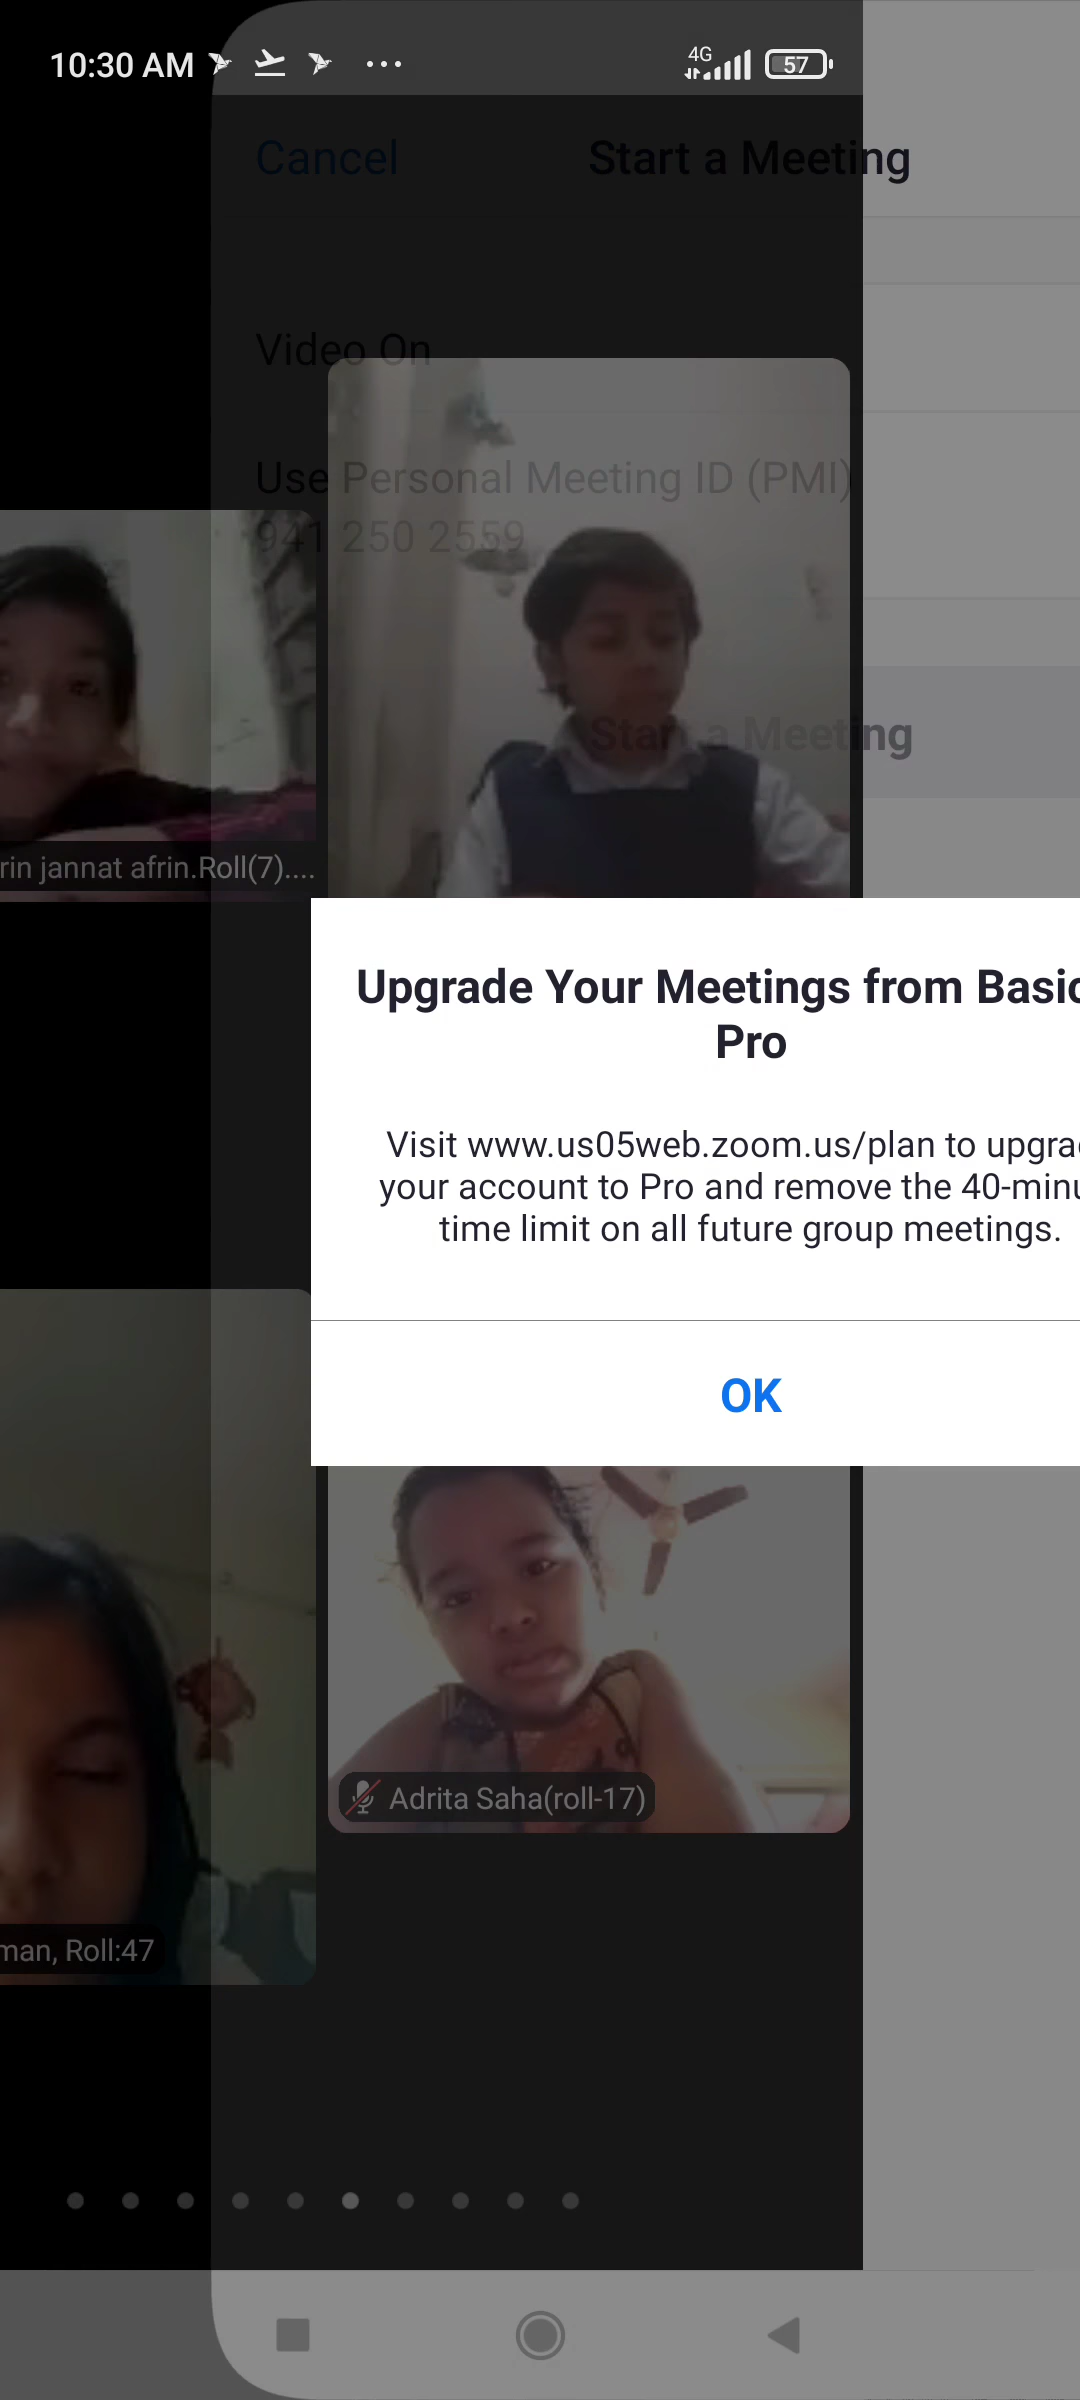 10:30 AM
4G
57
Cancel
Start a Meeting
Video On
Use Personal Meeting ID (PMI)
941 250 2559
Start a Meeting
rin jannat afrin.Roll(7)....
Upgrade Your Meetings from Basic
Pro
Visit www.us05web.zoom.us/plan to upgra
your account to Pro and remove the 40-minu
time limit on all future group meetings.
OK
Adrita Saha(roll-17)
man, Roll:47